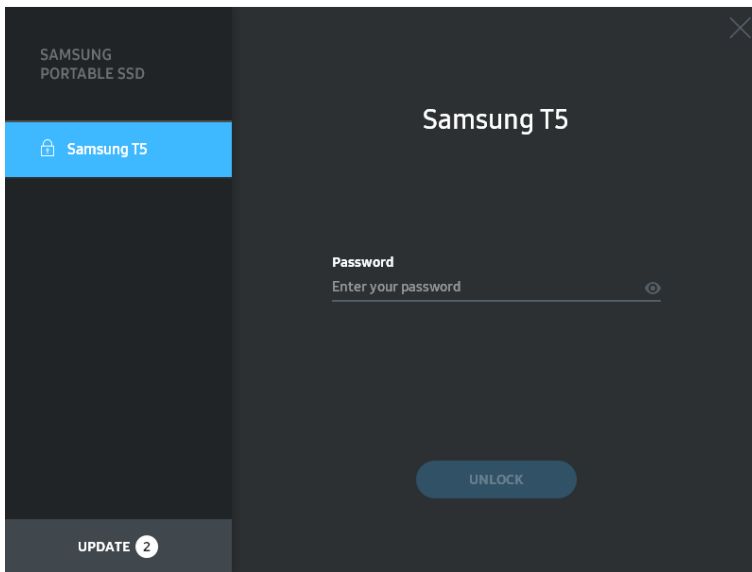 SAMSUNG
PORTABLE SSD
Samsung T5
Samsung T5
Password
Enter your password
UNLOCK
UPDATE 2